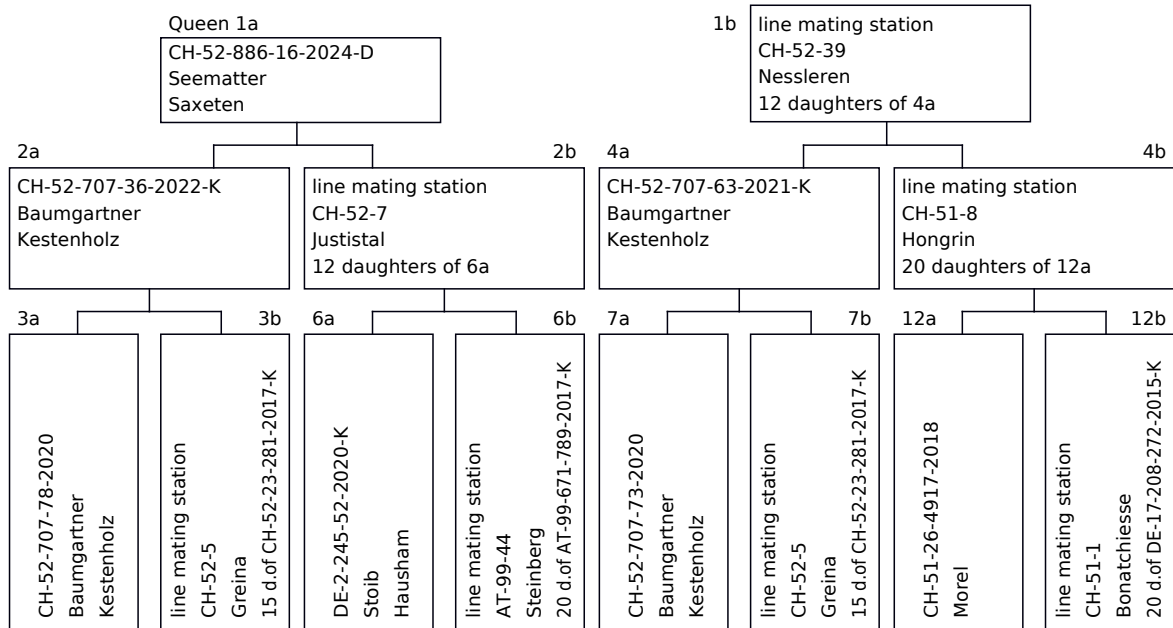 Queen 1a
CH-52-886-16-2024-D
Seematter
Saxeten
1b
line mating station
CH-52-39
Nessleren
12 daughters of 4a
2a
CH-52-707-36-2022-K
Baumgartner
Kestenholz
2b
line mating station
CH-52-7
Justistal
12 daughters of 6a
4a
CH-52-707-63-2021-K
Baumgartner
Kestenholz
4b
line mating station
CH-51-8
Hongrin
20 daughters of 12a
3a
CH-52-707-78-2020
Baumgartner
Kestenholz
3b
line mating station
CH-52-5
Greina
15 d.of CH-52-23-281-2017-K
6a
DE-2-245-52-2020-K
Stoib
Hausham
6b
line mating station
AT-99-44
Steinberg
20 d.of AT-99-671-789-2017-K
7a
CH-52-707-73-2020
Baumgartner
Kestenholz
7b
line mating station
CH-52-5
Greina
15 d.of CH-52-23-281-2017-K
12a
CH-51-26-4917-2018
Morel
12b
line mating station
CH-51-1
Bonatchiesse
20 d.of DE-17-208-272-2015-K